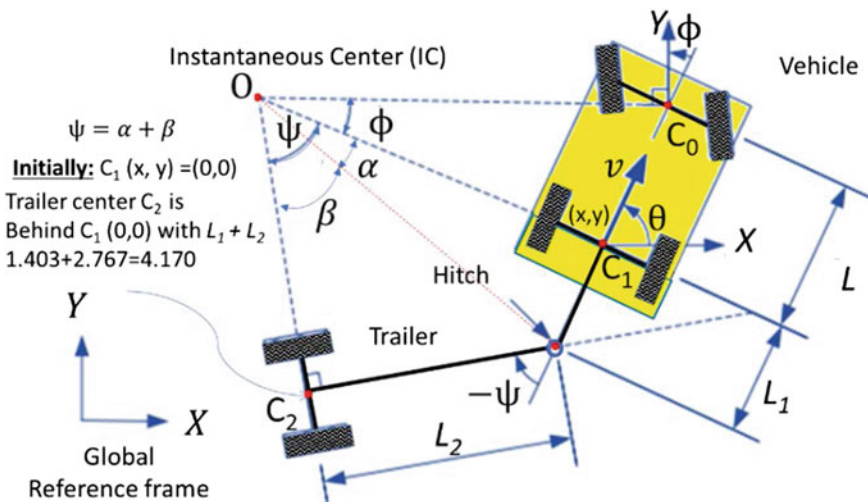 Instantaneous Center (IC)
O
Y
ϕ
Vehicle
ψ = α + β
Initially: C₁ (x, y) =(0,0)
Trailer center C₂ is
Behind C₁ (0,0) with L₁ + L₂
1.403+2.767=4.170
ψ
ϕ
α
β
C₀
v
(x,y)
θ
X
C₁
L
Hitch
Y
Trailer
−ψ
L₁
C₂
X
L₂
Global
Reference frame